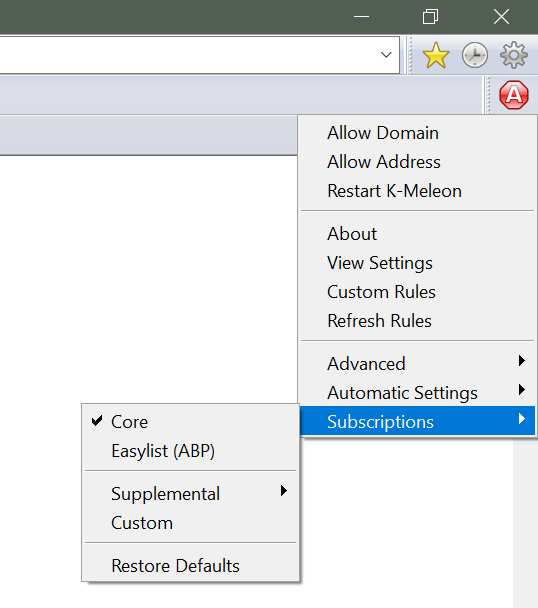 A
Allow Domain
Allow Address
Restart K-Meleon
About
View Settings
Custom Rules
Refresh Rules
Advanced
Automatic Settings
Subscriptions
Core
Easylist (ABP)
Supplemental
Custom
Restore Defaults